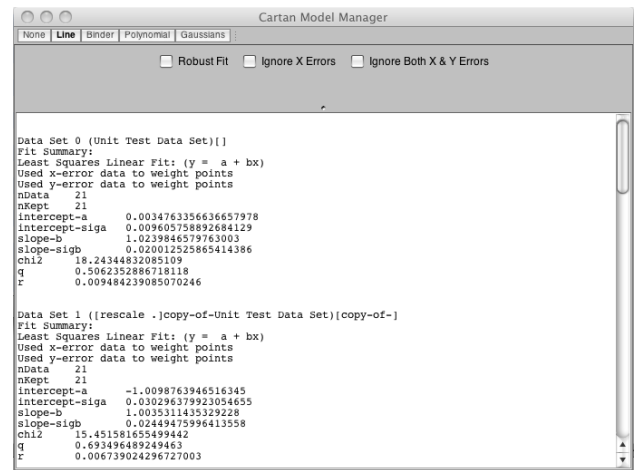 Cartan Model Manager
None Line Binder Polynomial Gaussians
Robust Fit Ignore X Errors Ignore Both X & Y Errors
Data Set 0 (Unit Test Data Set)[]
Fit Summary:
Least Squares Linear Fit: (y = a + bx)
Used x-error data to weight points
Used y-error data to weight points
nData 21
nKept 21
intercept-a 0.0034763356636657978
intercept-siga 0.009605758892684129
slope-b 1.0239846579763003
slope-sigb 0.020012525865414386
chi2 18.24344832085109
q 0.5062352886718118
r 0.009484239085070246
Data Set 1 ([rescale .]copy-of-Unit Test Data Set)[copy-of-]
Fit Summary:
Least Squares Linear Fit: (y = a + bx)
Used x-error data to weight points
Used y-error data to weight points
nData 21
nKept 21
intercept-a -1.0098763946516345
intercept-siga 0.030296379923054655
slope-b 1.0035311435329228
slope-sigb 0.02449475996413558
chi2 15.451581655499442
q 0.693496489249463
r 0.006739024296727003